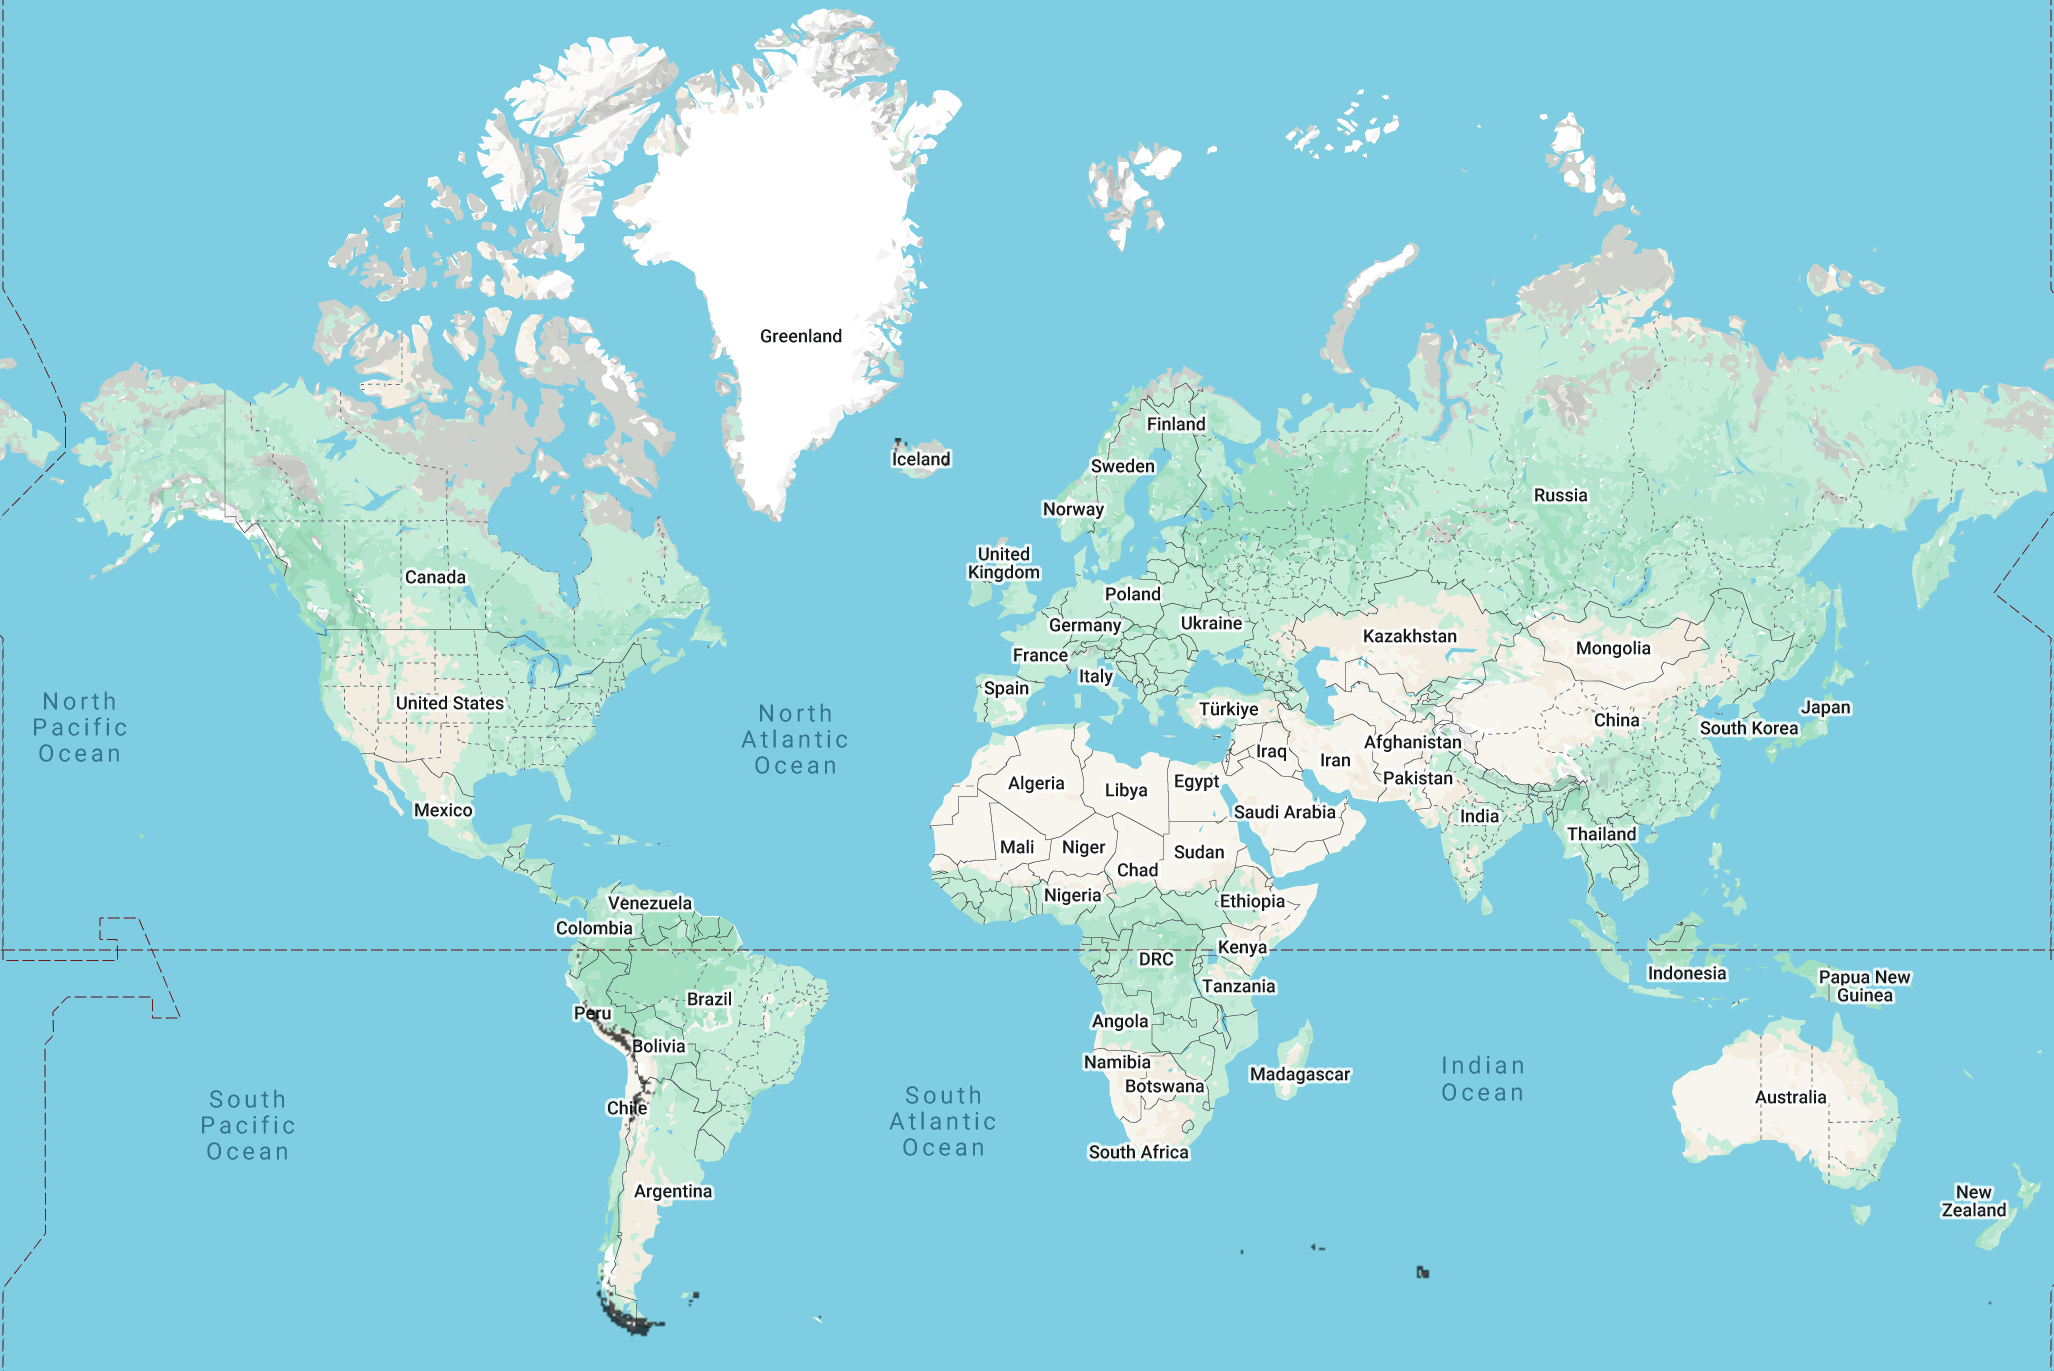 Greenland
Iceland
Finland
Sweden
Norway
Russia
United
Kingdom
Canada
Poland
Germany
Ukraine
France
Kazakhstan
Mongolia
Italy
Spain
United States
Türkiye
North
Pacific
Ocean
North
Atlantic
Ocean
China
Japan
South Korea
Afghanistan
Iraq
Iran
Algeria
Libya
Egypt
Pakistan
Mexico
Saudi Arabia
India
Thailand
Mali
Niger
Sudan
Chad
Nigeria
Ethiopia
Venezuela
Colombia
Kenya
DRC
Indonesia
Papua New
Guinea
Tanzania
Brazil
Peru
Angola
Bolivia
Namibia
Botswana
Madagascar
Indian
Ocean
Australia
Chile
South
Pacific
Ocean
South
Atlantic
Ocean
South Africa
Argentina
New
Zealand